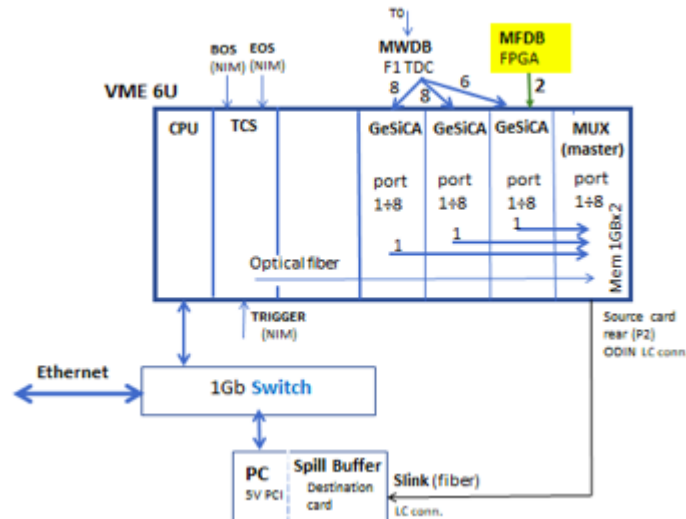 T0
MWDB
F1 TDC
MFDB
FPGA
BOS
(NIM)
EOS
(NIM)
8
8
6
2
VME 6U
CPU
TCS
GeSiCA
GeSiCA
GeSiCA
MUX
(master)
port
1÷8
port
1÷8
port
1÷8
port
1÷8
1
1
1
Mem 1GBx2
Optical fiber
TRIGGER
(NIM)
Source card
rear (P2)
ODIN LC conn
Ethernet
1Gb Switch
PC
5V PCI
Spill Buffer
Destination
card
Slink (fiber)
LC conn.